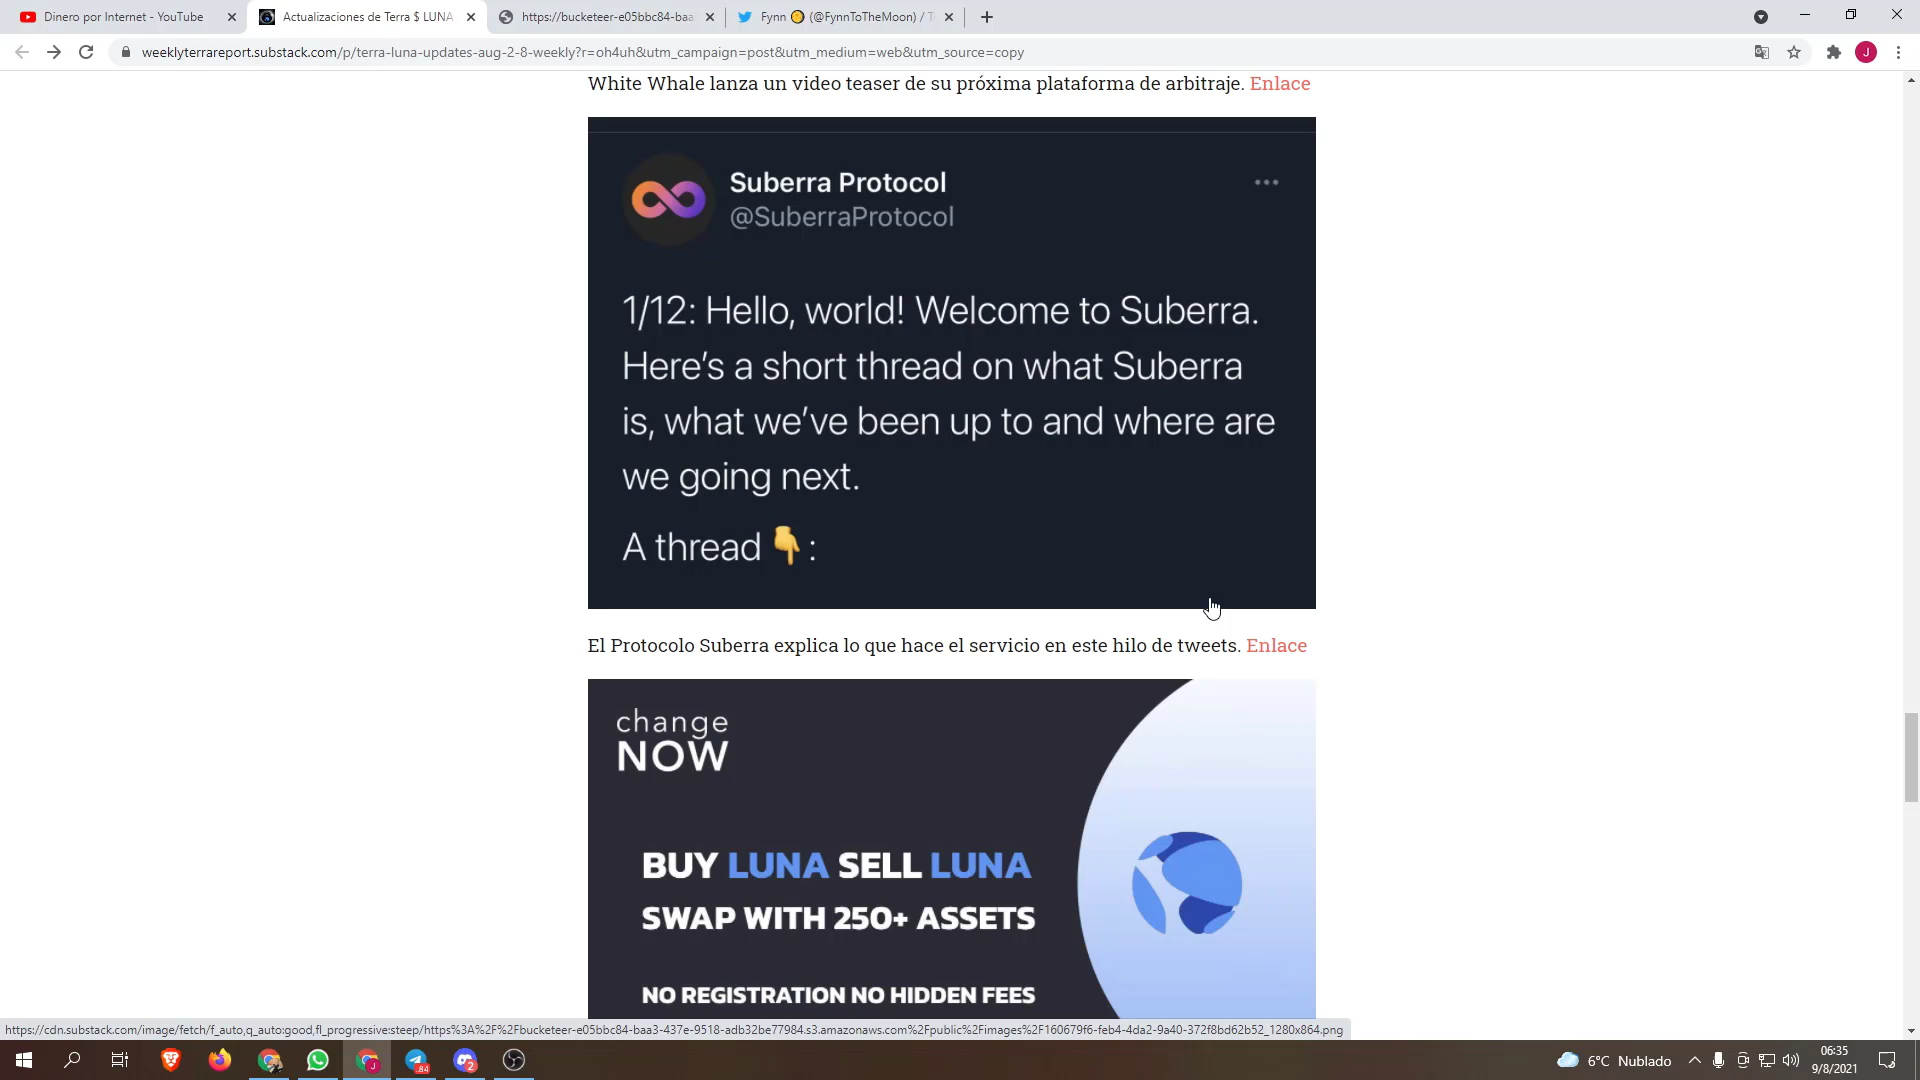 Dinero por Internet - YouTube
Actualizaciones de Terra $ LUNA
https://bucketeer-e05bbc84-baa
Fynn (@FynnToTheMoon) / T
weeklyterrareport.substack.com/p/terra-luna-updates-aug-2-8-weekly?r=oh4uh&utm_campaign=post&utm_medium=web&utm_source=copy
J
White Whale lanza un video teaser de su próxima plataforma de arbitraje. Enlace
Suberra Protocol
@SuberraProtocol
1/12: Hello, world! Welcome to Suberra.
Here's a short thread on what Suberra
is, what we've been up to and where are
we going next.
A thread 👇:
El Protocolo Suberra explica lo que hace el servicio en este hilo de tweets. Enlace
change
NOW
BUY LUNA SELL LUNA
SWAP WITH 250+ ASSETS
NO REGISTRATION NO HIDDEN FEES
https://cdn.substack.com/image/fetch/f_auto,q_auto:good,fl_progressive:steep/https%3A%2F%2Fbucketeer-e05bbc84-baa3-437e-9518-adb32be77984.s3.amazonaws.com%2Fpublic%2Fimages%2F160679f6-feb4-4da2-9a40-372f8bd62b52_1280x864.png
J
84
2
6°C Nublado
06:35
9/8/2021